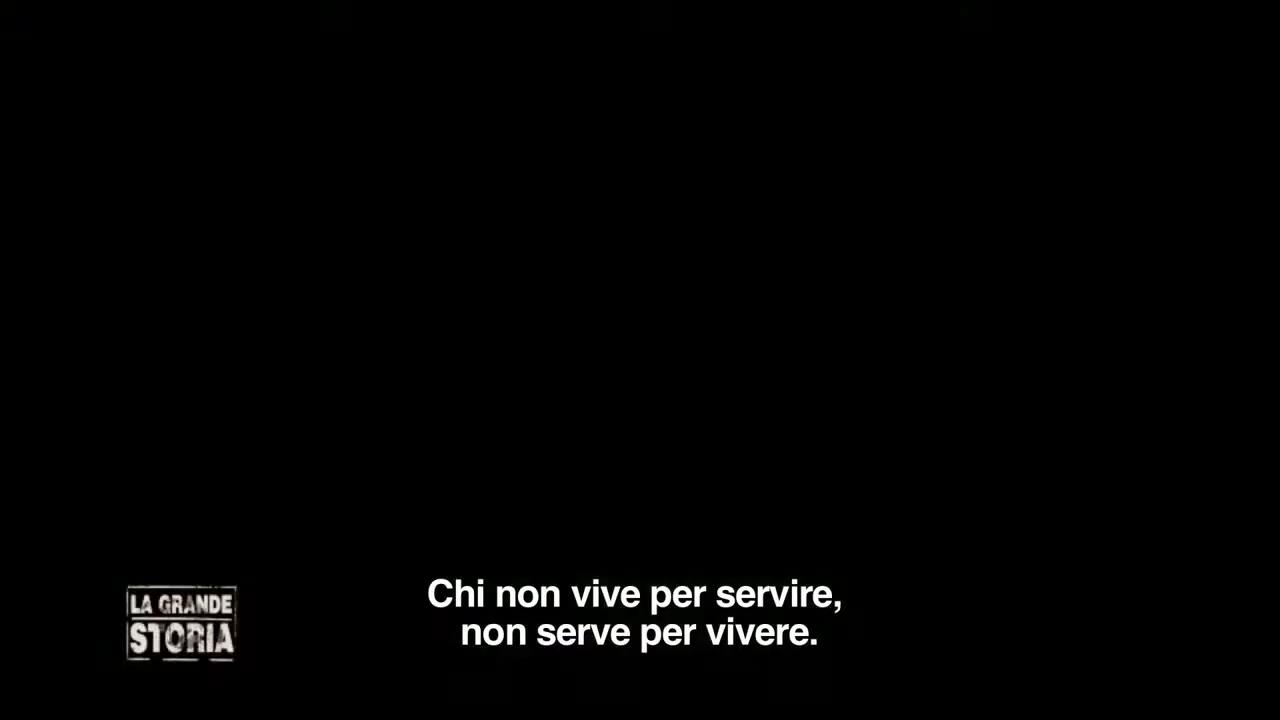 Chi non vive per servire,
non serve per vivere.
LA GRANDE
STORIA